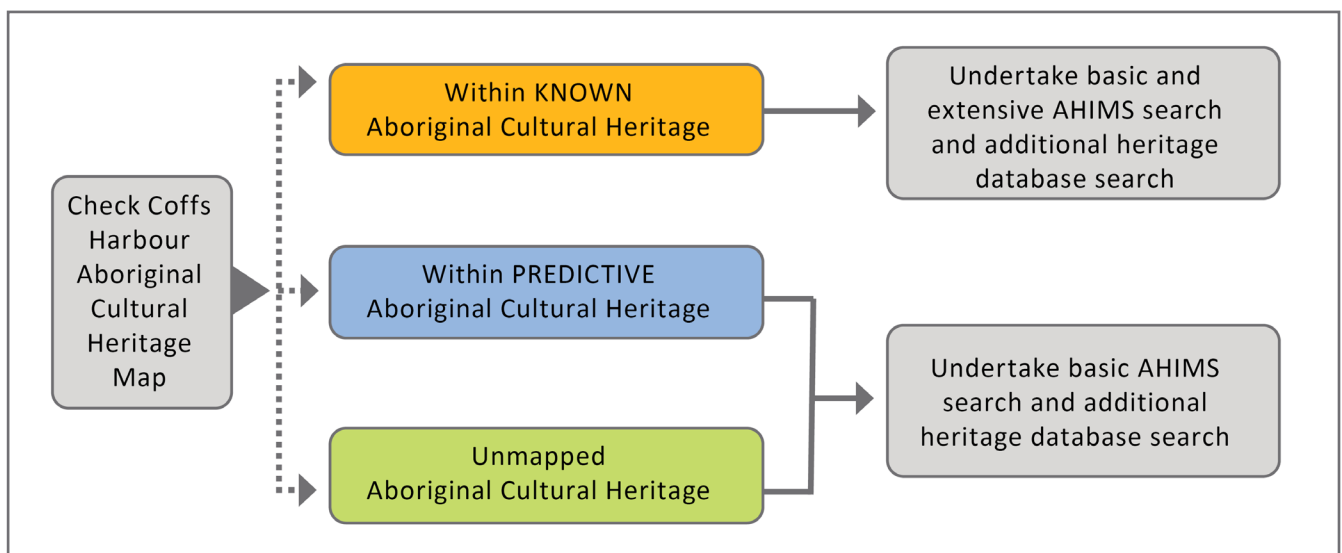 Check Coffs
Harbour
Aboriginal
Cultural
Heritage
Map
Within KNOWN
Aboriginal Cultural Heritage
Undertake basic and
extensive AHIMS search
and additional heritage
database search
Within PREDICTIVE
Aboriginal Cultural Heritage
Unmapped
Aboriginal Cultural Heritage
Undertake basic AHIMS
search and additional
heritage database search